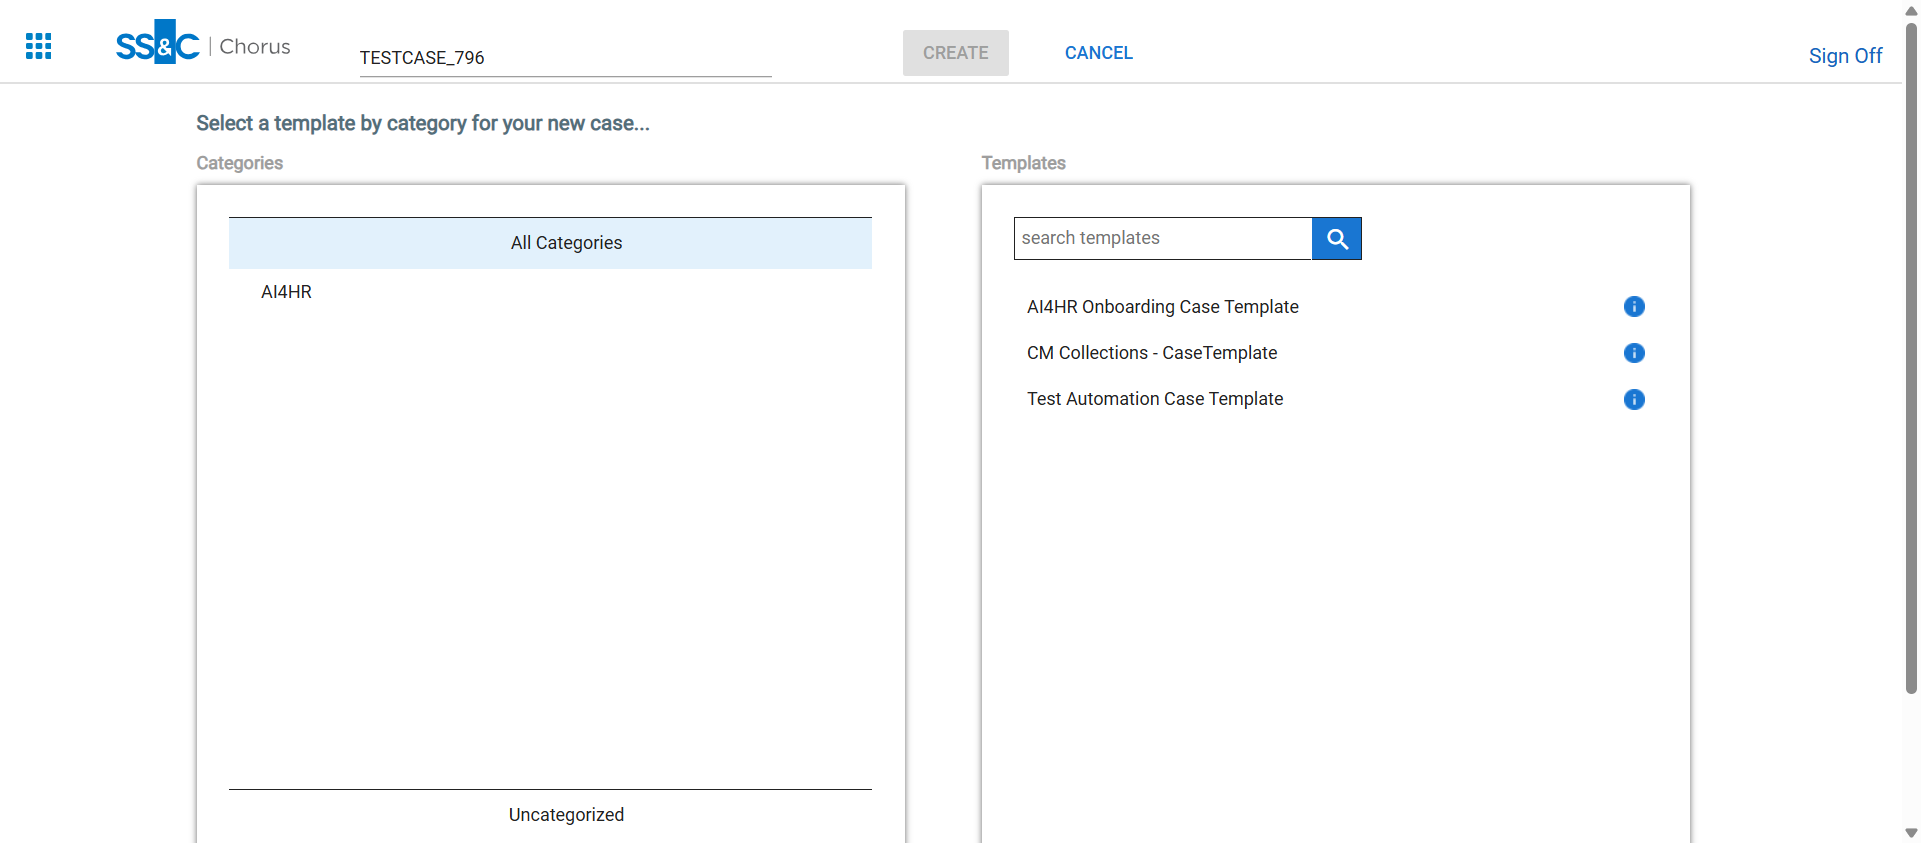 SS&C | Chorus
TESTCASE_796
CREATE
CANCEL
Sign Off
Select a template by category for your new case...
Categories
All Categories
AI4HR
Uncategorized
Templates
search templates
AI4HR Onboarding Case Template
CM Collections - CaseTemplate
Test Automation Case Template